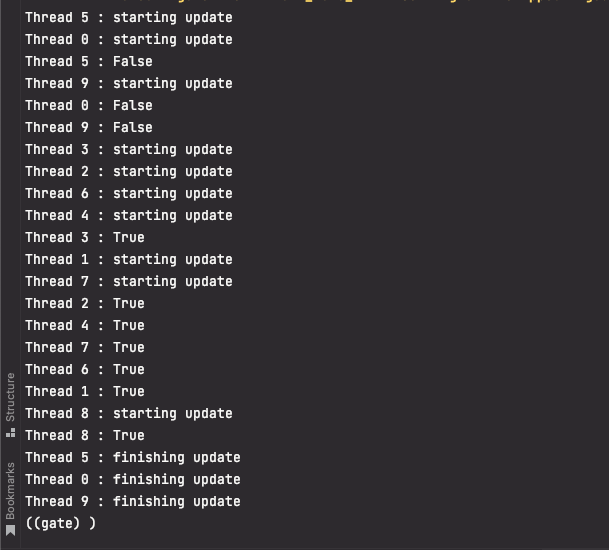 Thread 5 : starting update
Thread 0 : starting update
Thread 5 : False
Thread 9 : starting update
Thread 0 : False
Thread 9 : False
Thread 3 : starting update
Thread 2 : starting update
Thread 6 : starting update
Thread 4 : starting update
Thread 3 : True
Thread 1 : starting update
Thread 7 : starting update
Thread 2 : True
Thread 4 : True
Thread 7 : True
Thread 6 : True
Thread 1 : True
Thread 8 : starting update
Thread 8 : True
Thread 5 : finishing update
Thread 0 : finishing update
Thread 9 : finishing update
((gate) )
Structure
Bookmarks